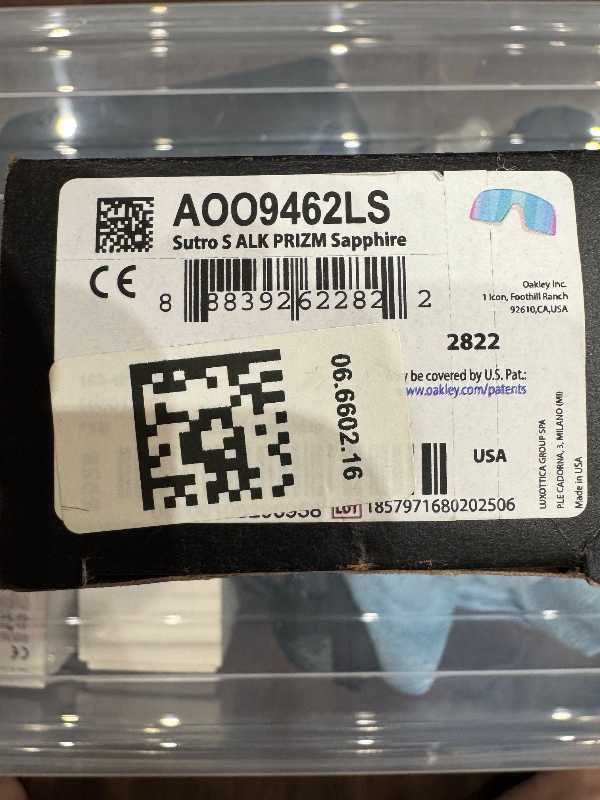 AOO9462LS
Sutro S ALK PRIZM Sapphire
CE
8 88392 62282 2
Oakley Inc.
1 Icon, Foothill Ranch
92610,CA,USA
2822
be covered by U.S. Pat.:
www.oakley.com/patents
06.6602.16
USA
LOT 1857971680202506
LUXOTTICA GROUP SPA
PLE CADORNA, 3, MILANO (MI)
Made in USA
CE